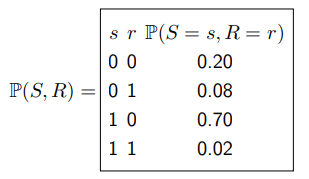 s r ℙ(S = s, R = r)
0 0 0.20
ℙ(S, R) = 0 1 0.08
1 0 0.70
1 1 0.02